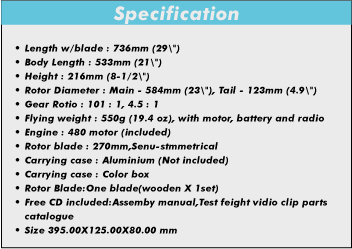 Specification
• Length w/blade : 736mm (29\")
• Body Length : 533mm (21\")
• Height : 216mm (8-1/2\")
• Rotor Diameter : Main - 584mm (23\"), Tail - 123mm (4.9\")
• Gear Rotio : 101 : 1, 4.5 : 1
• Flying weight : 550g (19.4 oz), with motor, battery and radio
• Engine : 480 motor (included)
• Rotor blade : 270mm,Senu-stmmetrical
• Carrying case : Aluminium (Not included)
• Carrying case : Color box
• Rotor Blade:One blade(wooden X 1set)
• Free CD included:Assemby manual,Test feight vidio clip parts
catalogue
• Size 395.00X125.00X80.00 mm